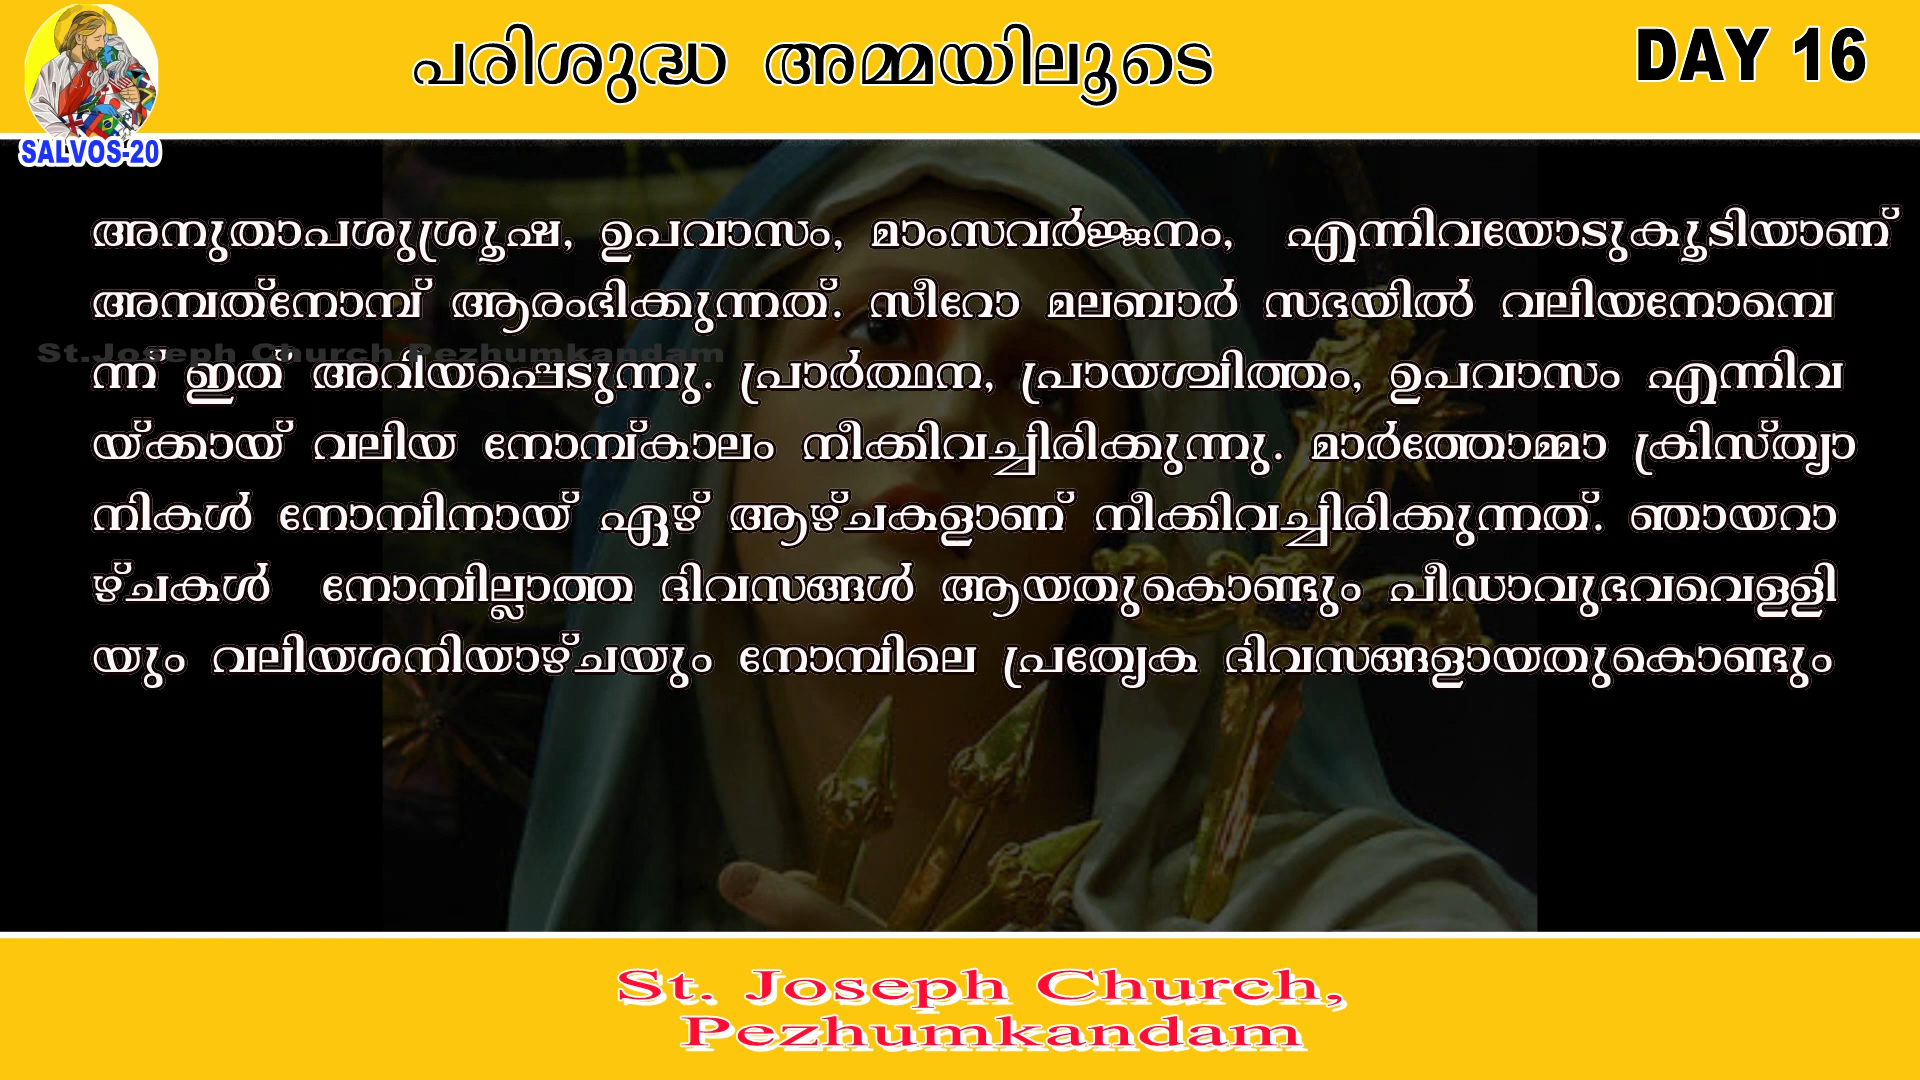 പരിശുദ്ധ അമ്മയിലൂടെ
DAY 16
SALVOS-20
അനുതാപശുശ്രൂഷ, ഉപവാസം, മാംസവർജ്ജനം, എന്നിവയോടുകൂടിയാണ്
അമ്പത്നോമ്പ് ആരംഭിക്കുന്നത്. സീറോ മലബാർ സഭയിൽ വലിയനോമ്പെ
St.Joseph Church Pezhumkandam
ന്ന് ഇത് അറിയപ്പെടുന്നു. പ്രാർത്ഥന, പ്രായശ്ചിത്തം, ഉപവാസം എന്നിവ
യ്ക്കായ് വലിയ നോമ്പ്കാലം നീക്കിവച്ചിരിക്കുന്നു. മാർത്തോമ്മാ ക്രിസ്ത്യാ
നികൾ നോമ്പിനായ് ഏഴ് ആഴ്ചകളാണ് നീക്കിവച്ചിരിക്കുന്നത്. ഞായറാ
ഴ്ചകൾ നോമ്പില്ലാത്ത ദിവസങ്ങൾ ആയതുകൊണ്ടും പീഡാവുഭവവെള്ളി
യും വലിയശനിയാഴ്ചയും നോമ്പിലെ പ്രത്യേക ദിവസങ്ങളായതുകൊണ്ടും
St. Joseph Church,
Pezhumkandam